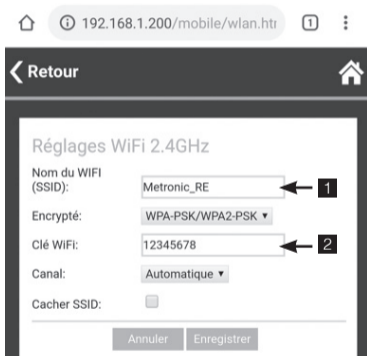 192.168.1.200/mobile/wlan.htr 1
Retour
Réglages WiFi 2.4GHz
Nom du WIFI
(SSID): Metronic_RE 1
Encrypté: WPA-PSK/WPA2-PSK
Clé WiFi: 12345678 2
Canal: Automatique
Cacher SSID:
Annuler Enregistrer